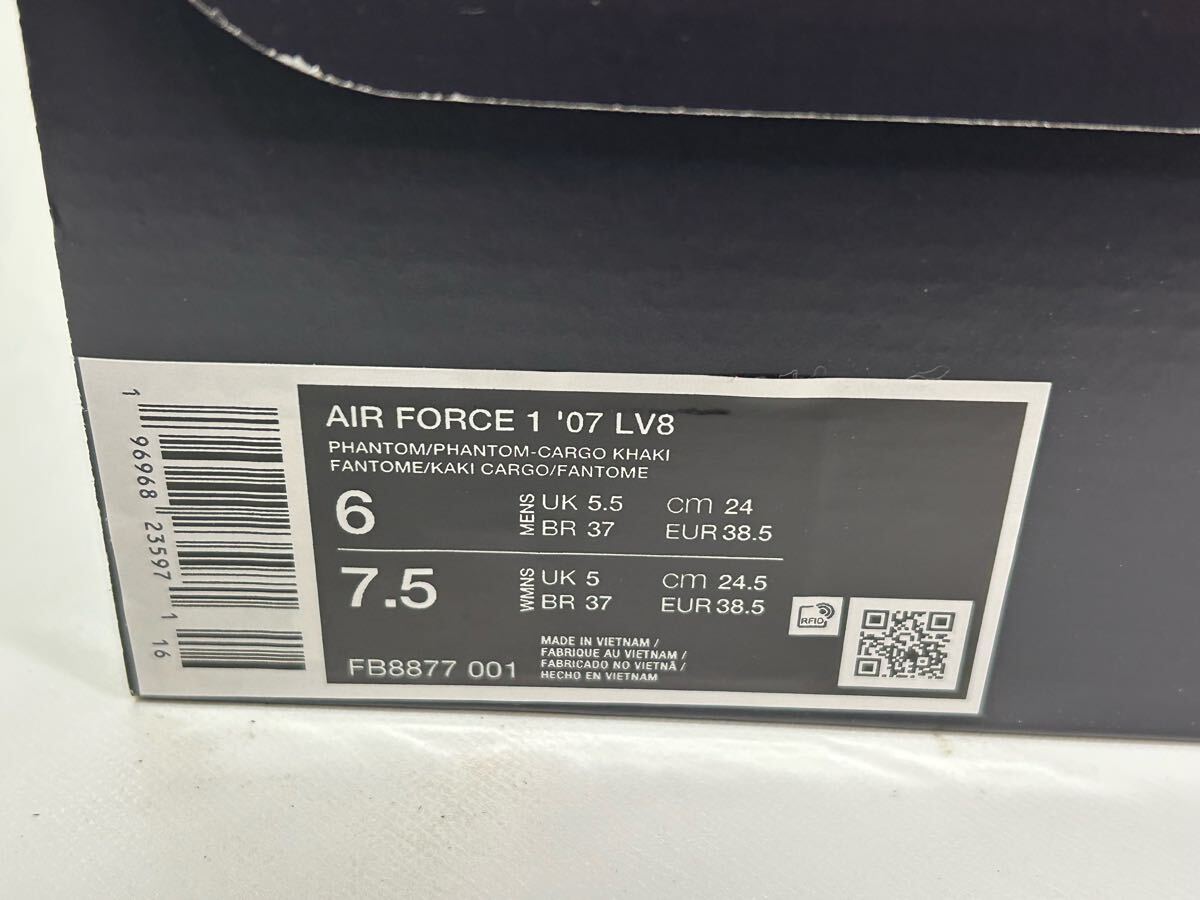 AIR FORCE 1 '07 LV8
PHANTOM/PHANTOM-CARGO KHAKI
FANTOME/KAKI CARGO/FANTOME
6
MENS
UK 5.5 cm 24
BR 37 EUR 38.5
7.5
WMNS
UK 5 cm 24.5
BR 37 EUR 38.5
FB8877 001
MADE IN VIETNAM /
FABRIQUE AU VIETNAM /
FABRICADO NO VIETNÃ /
HECHO EN VIETNAM
RFID
1 96968 23597 1 16